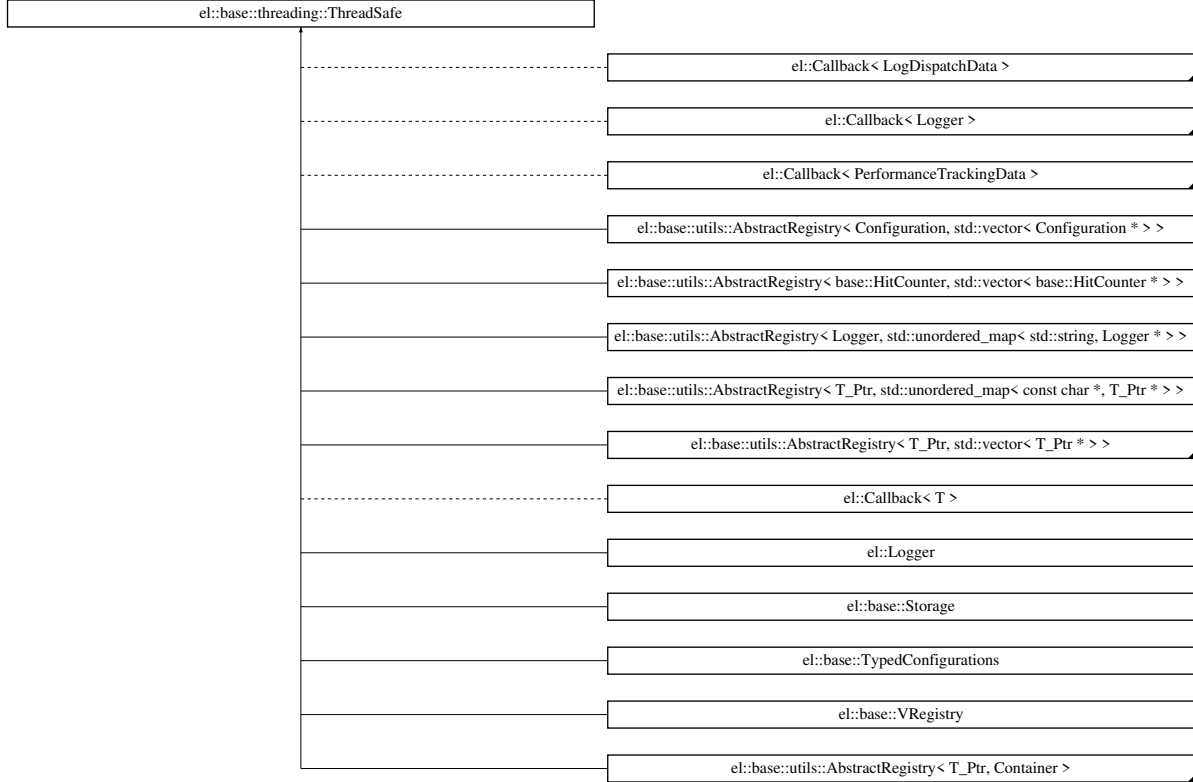 el::base::threading::ThreadSafe
el::Callback< LogDispatchData >
el::Callback< Logger >
el::Callback< PerformanceTrackingData >
el::base::utils::AbstractRegistry< Configuration, std::vector< Configuration * > >
el::base::utils::AbstractRegistry< base::HitCounter, std::vector< base::HitCounter * > >
el::base::utils::AbstractRegistry< Logger, std::unordered_map< std::string, Logger * > >
el::base::utils::AbstractRegistry< T_Ptr, std::unordered_map< const char *, T_Ptr * > >
el::base::utils::AbstractRegistry< T_Ptr, std::vector< T_Ptr * > >
el::Callback< T >
el::Logger
el::base::Storage
el::base::TypedConfigurations
el::base::VRegistry
el::base::utils::AbstractRegistry< T_Ptr, Container >